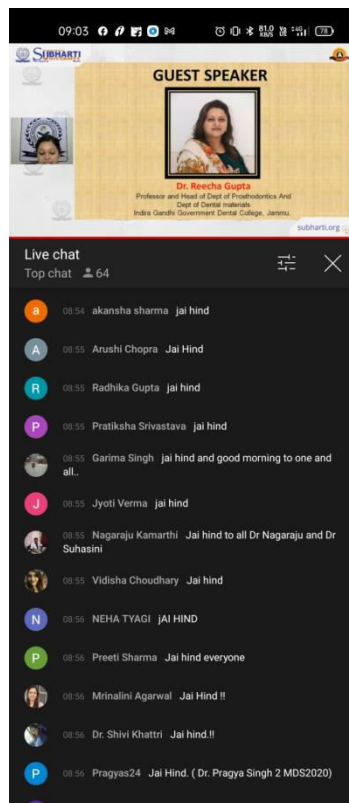 09:03
81.0
KB/S
4G
78
SUBHARTI
GUEST SPEAKER
Dr. Reecha Gupta
Professor and Head of Dept of Prosthodontics And
Dept of Dental materials
Indira Gandhi Government Dental College, Jammu.
subharti.org
Live chat
Top chat 64
a 08:54 akansha sharma jai hind
A 08:55 Arushi Chopra Jai Hind
R 08:55 Radhika Gupta jai hind
P 08:55 Pratiksha Srivastava jai hind
08:55 Garima Singh jai hind and good morning to one and
all..
J 08:55 Jyoti Verma jai hind
08:55 Nagaraju Kamarthi Jai hind to all Dr Nagaraju and Dr
Suhasini
08:55 Vidisha Choudhary Jai hind
N 08:56 NEHA TYAGI jAI HIND
P 08:56 Preeti Sharma Jai hind everyone
08:56 Mrinalini Agarwal Jai Hind !!
08:56 Dr. Shivi Khattri Jai hind.!!
P 08:56 Pragyas24 Jai Hind. ( Dr. Pragya Singh 2 MDS2020)